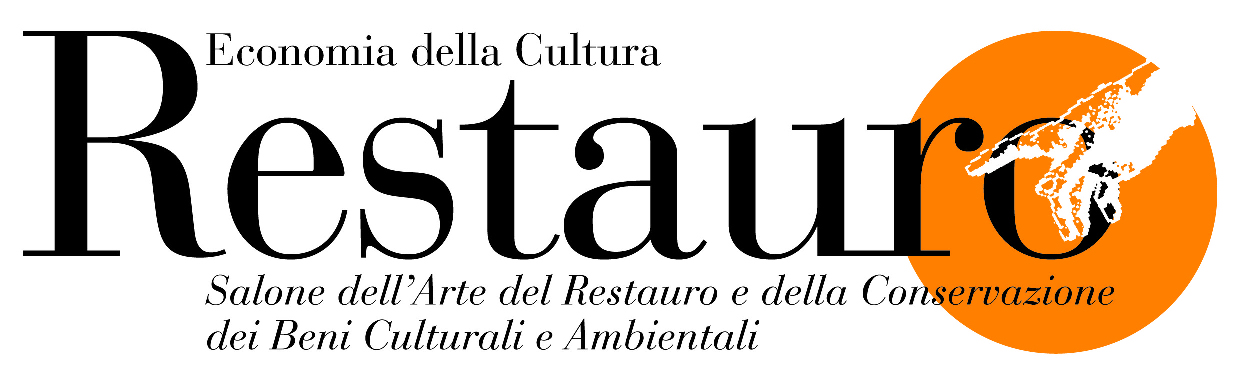 Economia della Cultura
Restauro
Salone dell’Arte del Restauro e della Conservazione
dei Beni Culturali e Ambientali